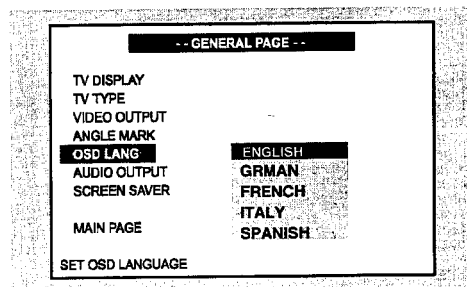 - - GENERAL PAGE - -
TV DISPLAY
TV TYPE
VIDEO OUTPUT
ANGLE MARK
OSD LANG
AUDIO OUTPUT
SCREEN SAVER
MAIN PAGE
ENGLISH
GRMAN
FRENCH
ITALY
SPANISH
SET OSD LANGUAGE